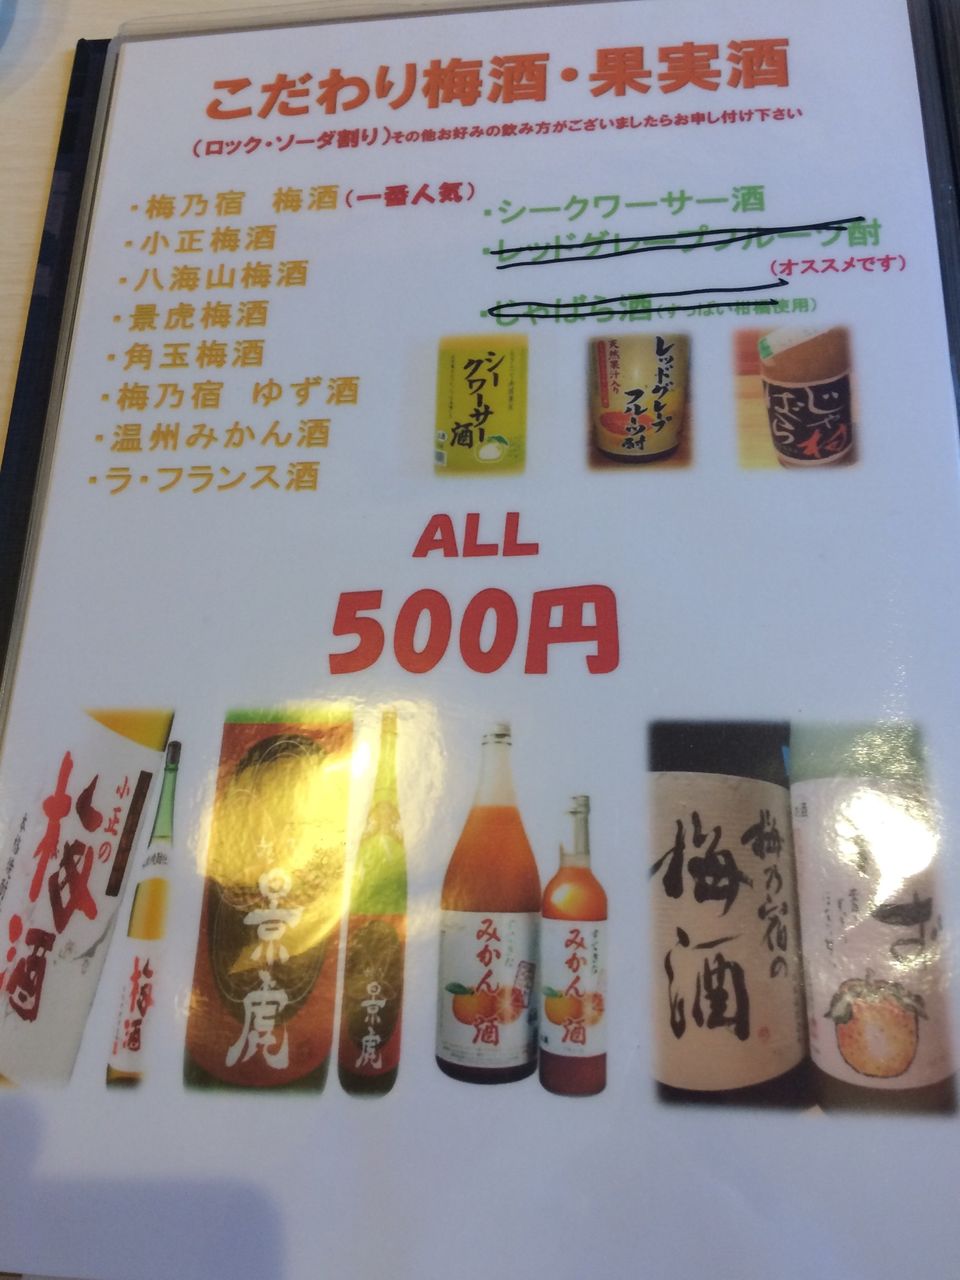 こだわり梅酒・果実酒
(ロック・ソーダ割り)その他お好みの飲み方がございましたらお申し付け下さい
・梅乃宿 梅酒(一番人気)
・小正梅酒
・八海山梅酒
・景虎梅酒
・角玉梅酒
・梅乃宿 ゆず酒
・温州みかん酒
・ラ・フランス酒
・シークワーサー酒
・レッドグレープフルーツ酎
(オススメです)
・じゃばら酒(すっぱい柑橘使用)
シークワーサー酒
レッドグレープフルーツ酎
天然果汁入り
じゃばら
ALL
500円
小正の
梅酒
梅酒
景虎
景虎
みかん酒
みかん酒
梅乃宿の
梅酒